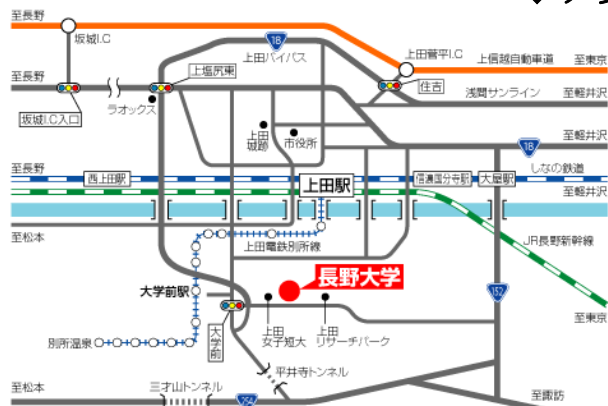 至長野
坂城I.C
18
上田バイパス
上田菅平I.C
上信越自動車道
至東京
至長野
上塩尻東
住吉
浅間サンライン
至軽井沢
坂城I.C入口
ラオックス
上田
城跡
市役所
至軽井沢
18
至長野
しなの鉄道
西上田駅
上田駅
信濃国分寺駅
大屋駅
至軽井沢
至松本
上田電鉄別所線
JR長野新幹線
大学前駅
長野大学
152
至東京
大学前
上田
女子短大
上田
リサーチパーク
別所温泉
平井寺トンネル
至松本
三才山トンネル
254
至諏訪